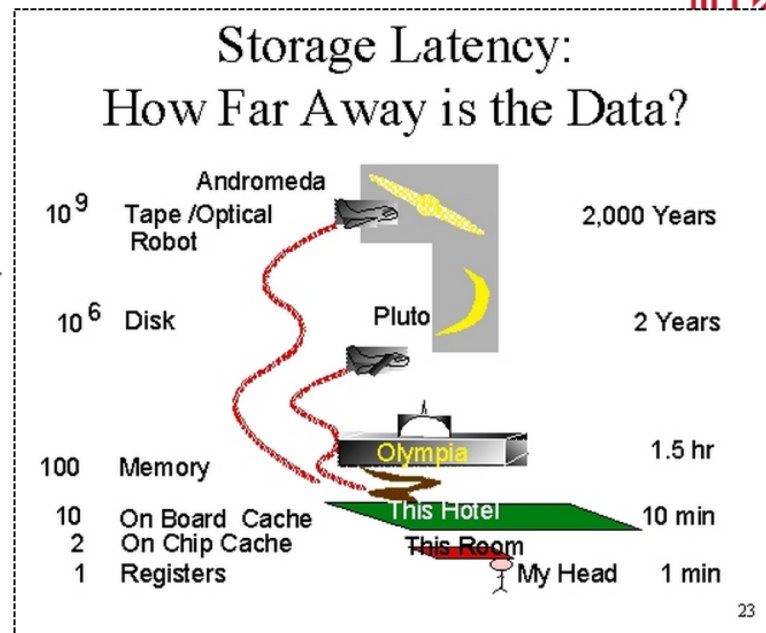 Storage Latency:
How Far Away is the Data?
Andromeda
10^9 Tape /Optical 2,000 Years
Robot
10^6 Disk Pluto 2 Years
Olympia 1.5 hr
100 Memory
This Hotel
10 On Board Cache 10 min
2 On Chip Cache This Room
1 Registers My Head 1 min
23